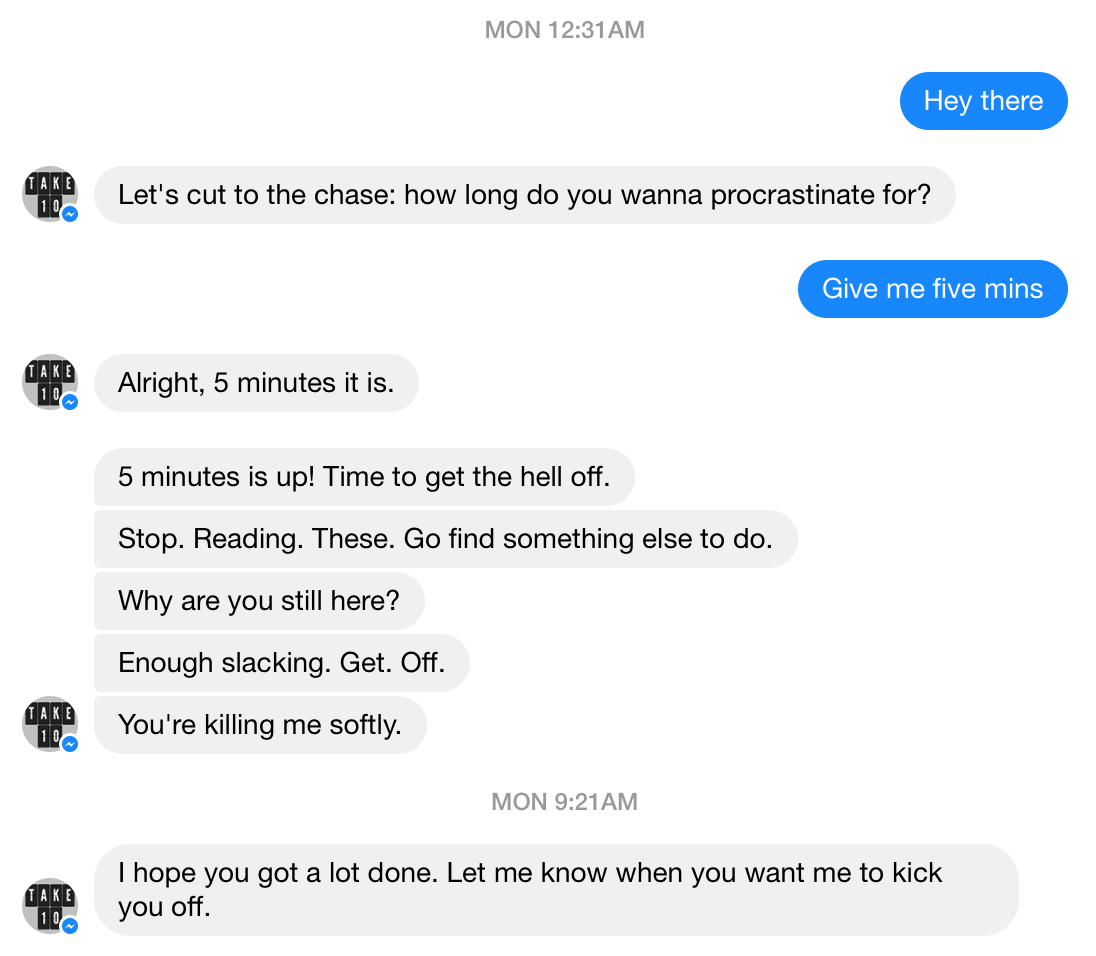 MON 12:31AM
Hey there
TAKE
10
Let's cut to the chase: how long do you wanna procrastinate for?
Give me five mins
TAKE
10
Alright, 5 minutes it is.
5 minutes is up! Time to get the hell off.
Stop. Reading. These. Go find something else to do.
Why are you still here?
Enough slacking. Get. Off.
TAKE
10
You're killing me softly.
MON 9:21AM
I hope you got a lot done. Let me know when you want me to kick
you off.
TAKE
10